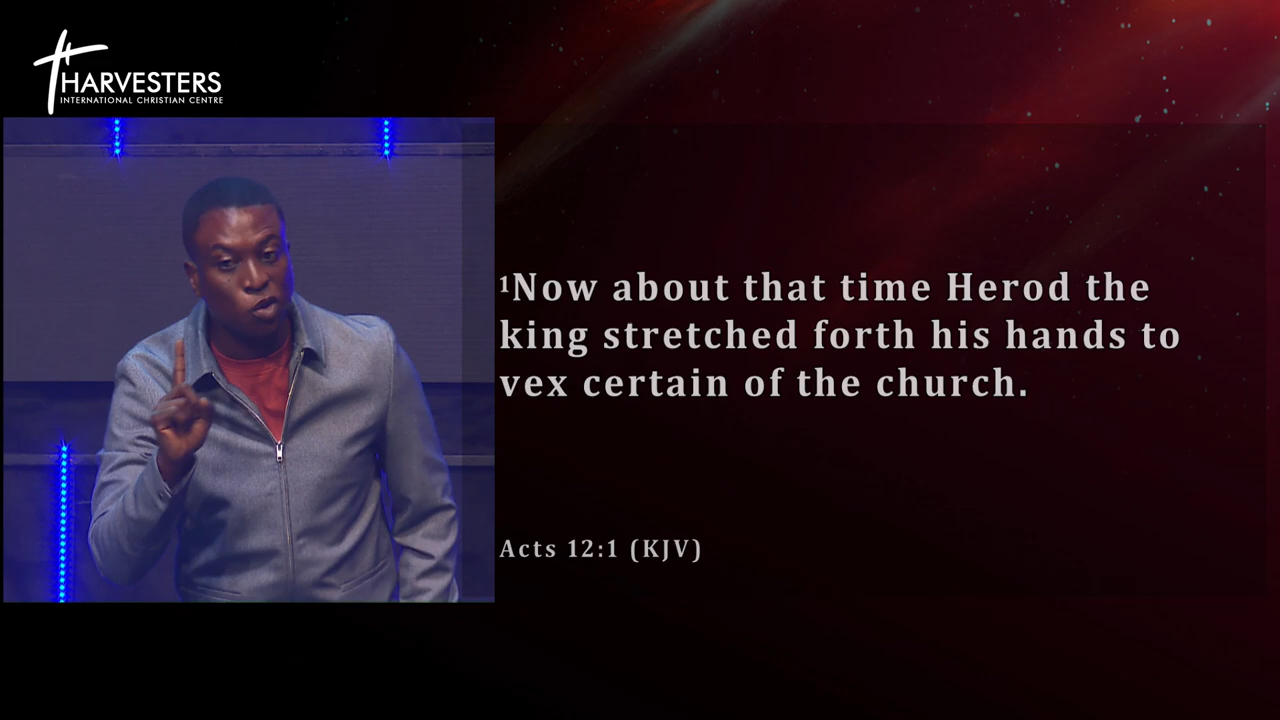 HARVESTERS
INTERNATIONAL CHRISTIAN CENTRE
¹Now about that time Herod the
king stretched forth his hands to
vex certain of the church.
Acts 12:1 (KJV)